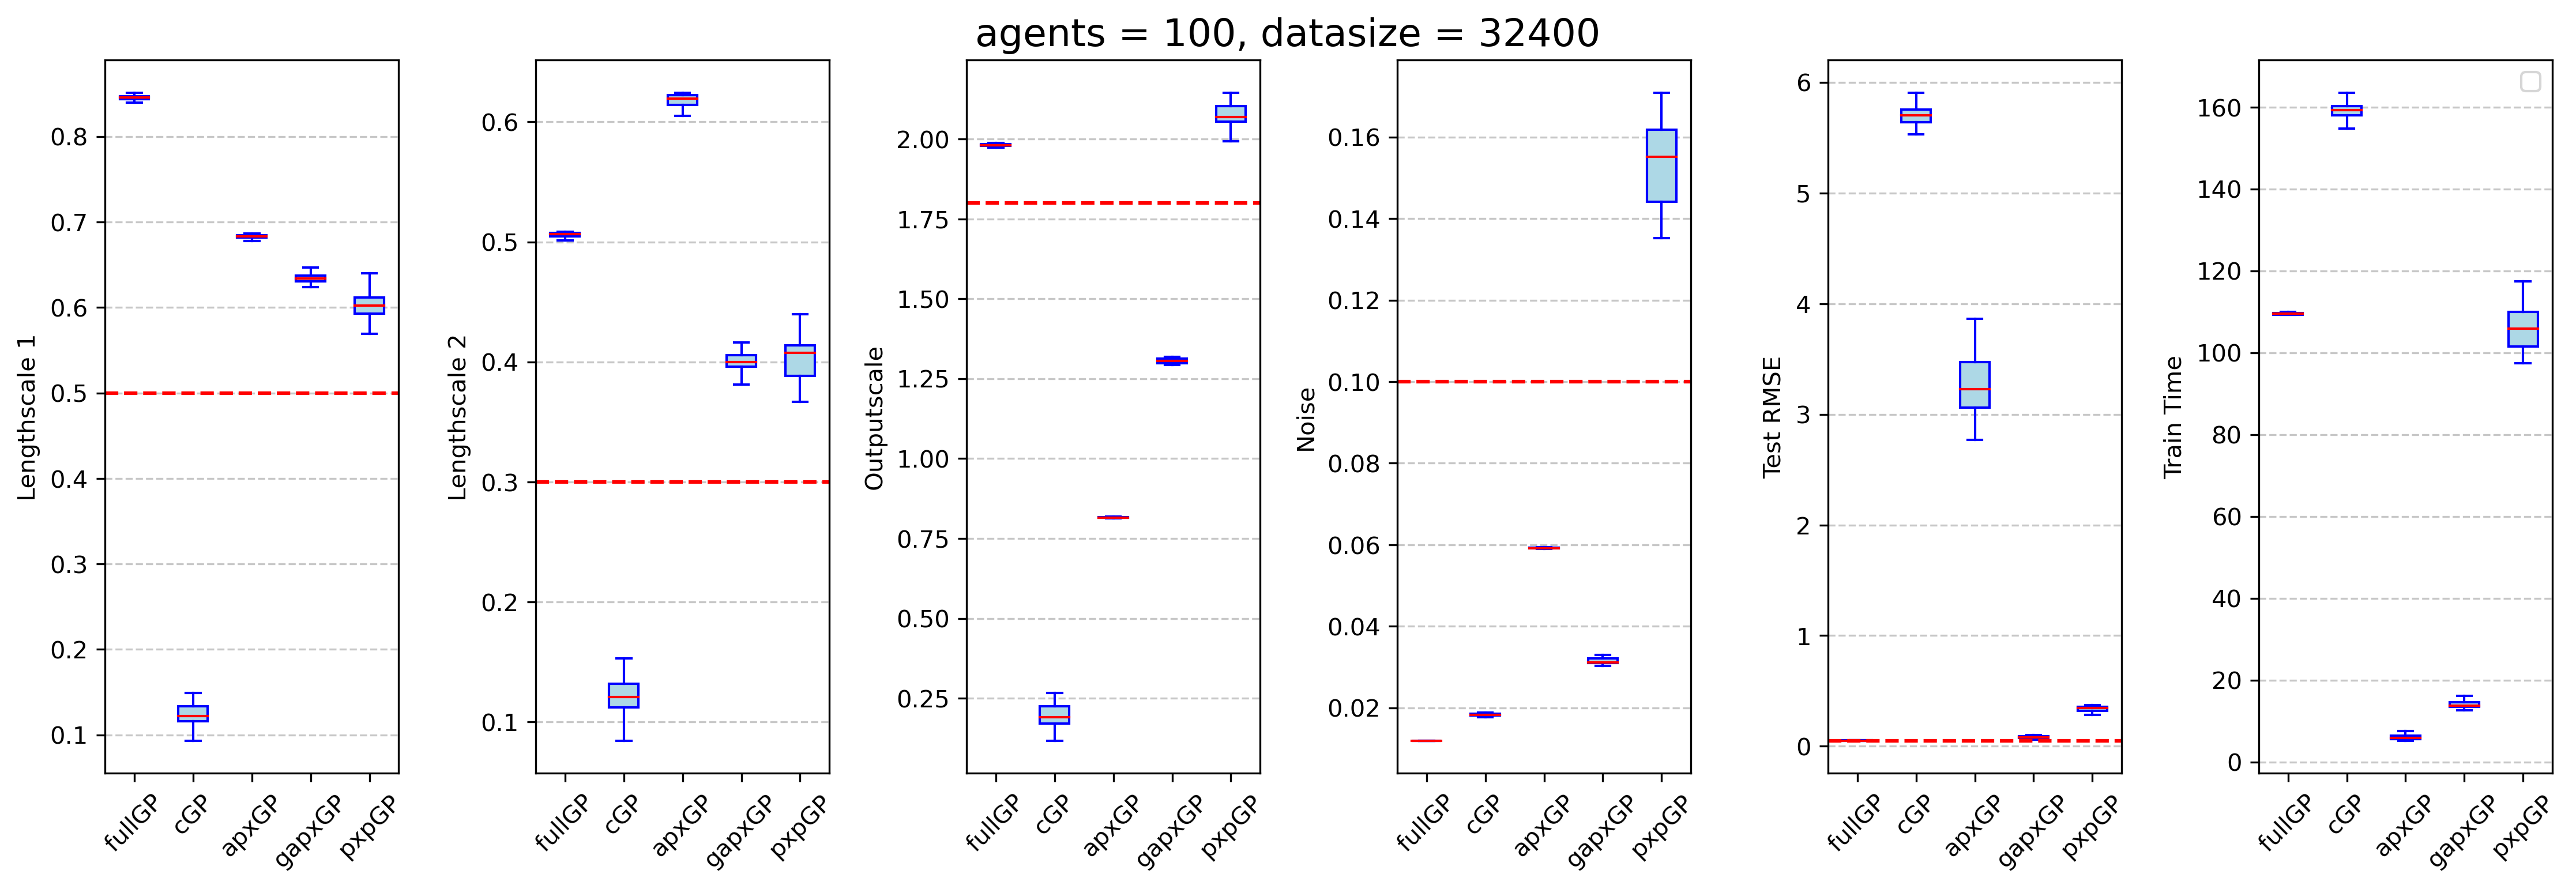 agents = 100, datasize = 32400
Lengthscale 1
0.8
0.7
0.6
0.5
0.4
0.3
0.2
0.1
fullGP
cGP
apxGP
gapxGP
pxpGP
Lengthscale 2
0.6
0.5
0.4
0.3
0.2
0.1
fullGP
cGP
apxGP
gapxGP
pxpGP
Outputscale
2.00
1.75
1.50
1.25
1.00
0.75
0.50
0.25
fullGP
cGP
apxGP
gapxGP
pxpGP
Noise
0.16
0.14
0.12
0.10
0.08
0.06
0.04
0.02
fullGP
cGP
apxGP
gapxGP
pxpGP
Test RMSE
6
5
4
3
2
1
0
fullGP
cGP
apxGP
gapxGP
pxpGP
Train Time
160
140
120
100
80
60
40
20
0
fullGP
cGP
apxGP
gapxGP
pxpGP